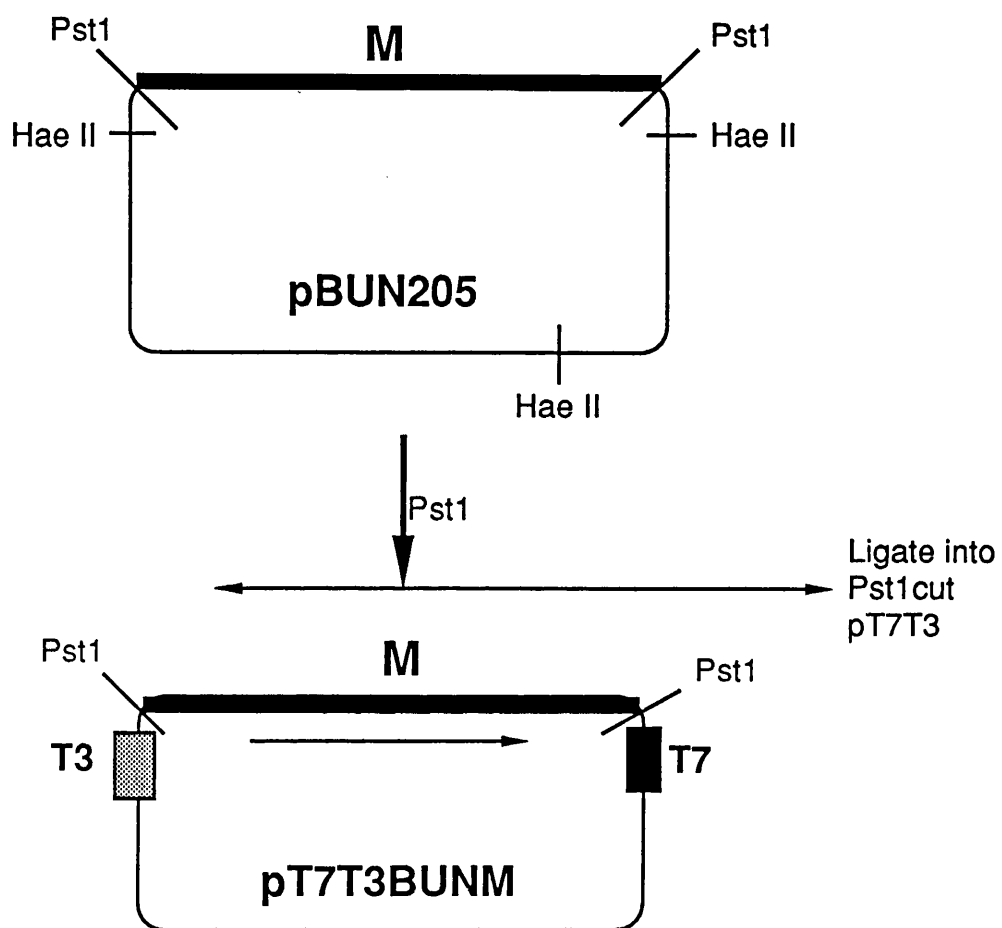 Pst1
M
Pst1
Hae II
Hae II
pBUN205
Hae II
Pst1
Ligate into
Pst1cut
pT7T3
Pst1
M
Pst1
T3
T7
pT7T3BUNM